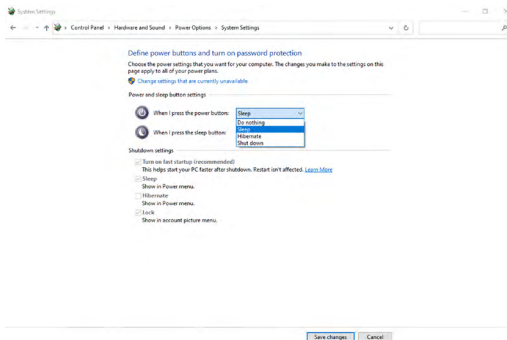 System Settings
Control Panel > Hardware and Sound > Power Options > System Settings
Define power buttons and turn on password protection
Choose the power settings that you want for your computer. The changes you make to the settings on this
page apply to all of your power plans.
Change settings that are currently unavailable
Power and sleep button settings
When I press the power button: Sleep
Do nothing
Sleep
Hibernate
Shut down
When I press the sleep button:
Shutdown settings
Turn on fast startup (recommended)
This helps start your PC faster after shutdown. Restart isn't affected. Learn More
Sleep
Show in Power menu.
Hibernate
Show in Power menu.
Lock
Show in account picture menu.
Save changes Cancel